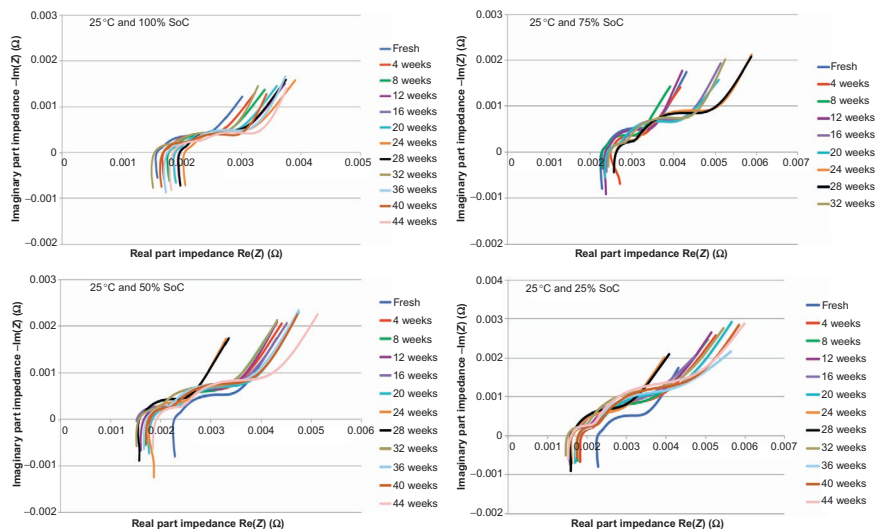 25°C and 100% SoC
0.003
0.002
0.001
0
−0.001
−0.002
0
0.001
0.002
0.003
0.004
0.005
Imaginary part impedance −Im(Z) (Ω)
Real part impedance Re(Z) (Ω)
Fresh
4 weeks
8 weeks
12 weeks
16 weeks
20 weeks
24 weeks
28 weeks
32 weeks
36 weeks
40 weeks
44 weeks
25°C and 75% SoC
0.003
0.002
0.001
0
−0.001
−0.002
0
0.001
0.002
0.003
0.004
0.005
0.006
0.007
Imaginary part impedance −Im(Z) (Ω)
Real part impedance Re(Z) (Ω)
Fresh
4 weeks
8 weeks
12 weeks
16 weeks
20 weeks
24 weeks
28 weeks
32 weeks
25°C and 50% SoC
0.003
0.002
0.001
0
−0.001
−0.002
0
0.001
0.002
0.003
0.004
0.005
0.006
Imaginary part impedance −Im(Z) (Ω)
Real part impedance Re(Z) (Ω)
Fresh
4 weeks
8 weeks
12 weeks
16 weeks
20 weeks
24 weeks
28 weeks
32 weeks
36 weeks
40 weeks
44 weeks
25°C and 25% SoC
0.004
0.003
0.002
0.001
0
−0.001
−0.002
0
0.001
0.002
0.003
0.004
0.005
0.006
0.007
Imaginary part impedance −Im(Z) (Ω)
Real part impedance Re(Z) (Ω)
Fresh
4 weeks
8 weeks
12 weeks
16 weeks
20 weeks
24 weeks
28 weeks
32 weeks
36 weeks
40 weeks
44 weeks